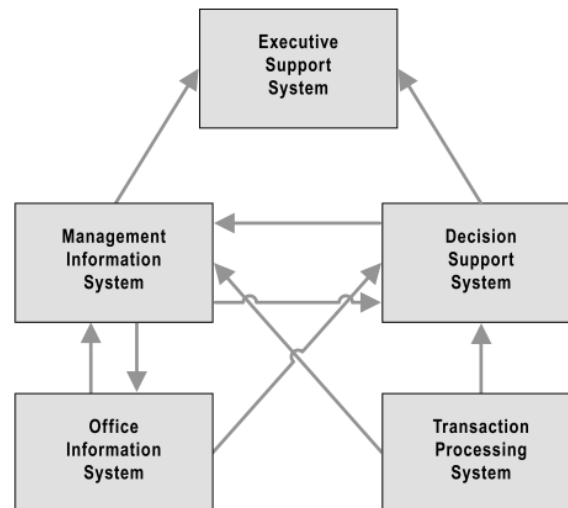 Executive
Support
System
Management
Information
System
Decision
Support
System
Office
Information
System
Transaction
Processing
System